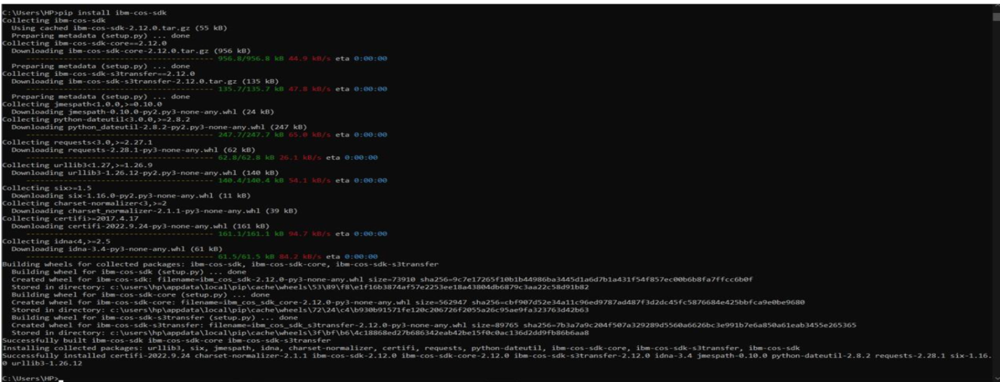 C:\Users\HP>pip install ibm-cos-sdk
Collecting ibm-cos-sdk
  Using cached ibm-cos-sdk-2.12.0.tar.gz (55 kB)
  Preparing metadata (setup.py) ... done
Collecting ibm-cos-sdk-core==2.12.0
  Downloading ibm-cos-sdk-core-2.12.0.tar.gz (956 kB)
     ---------------------------------------- 956.8/956.8 kB 44.9 kB/s eta 0:00:00
  Preparing metadata (setup.py) ... done
Collecting ibm-cos-sdk-s3transfer==2.12.0
  Downloading ibm-cos-sdk-s3transfer-2.12.0.tar.gz (135 kB)
     ---------------------------------------- 135.7/135.7 kB 47.8 kB/s eta 0:00:00
  Preparing metadata (setup.py) ... done
Collecting jmespath<1.0.0,>=0.10.0
  Downloading jmespath-0.10.0-py2.py3-none-any.whl (24 kB)
Collecting python-dateutil<3.0.0,>=2.8.2
  Downloading python_dateutil-2.8.2-py2.py3-none-any.whl (247 kB)
     ---------------------------------------- 247.7/247.7 kB 65.0 kB/s eta 0:00:00
Collecting requests<3.0,>=2.27.1
  Downloading requests-2.28.1-py3-none-any.whl (62 kB)
     ---------------------------------------- 62.8/62.8 kB 26.1 kB/s eta 0:00:00
Collecting urllib3<1.27,>=1.26.9
  Downloading urllib3-1.26.12-py2.py3-none-any.whl (140 kB)
     ---------------------------------------- 140.4/140.4 kB 54.1 kB/s eta 0:00:00
Collecting six>=1.5
  Downloading six-1.16.0-py2.py3-none-any.whl (11 kB)
Collecting charset-normalizer<3,>=2
  Downloading charset_normalizer-2.1.1-py3-none-any.whl (39 kB)
Collecting certifi>=2017.4.17
  Downloading certifi-2022.9.24-py3-none-any.whl (161 kB)
     ---------------------------------------- 161.1/161.1 kB 94.7 kB/s eta 0:00:00
Collecting idna<4,>=2.5
  Downloading idna-3.4-py3-none-any.whl (61 kB)
     ---------------------------------------- 61.5/61.5 kB 84.2 kB/s eta 0:00:00
Building wheels for collected packages: ibm-cos-sdk, ibm-cos-sdk-core, ibm-cos-sdk-s3transfer
  Building wheel for ibm-cos-sdk (setup.py) ... done
  Created wheel for ibm-cos-sdk: filename=ibm_cos_sdk-2.12.0-py3-none-any.whl size=73910 sha256=9c7e17265f10b1b44986ba3445d1a6d7b1a431f54f857ec00b6b8fa7ffcc6b0f
  Stored in directory: c:\users\hp\appdata\local\pip\cache\wheels\53\89\f8\e1f16b3874af57e2253ee18a43804db6879c3aa22c58d91b82
  Building wheel for ibm-cos-sdk-core (setup.py) ... done
  Created wheel for ibm-cos-sdk-core: filename=ibm_cos_sdk_core-2.12.0-py3-none-any.whl size=562947 sha256=cbf907d52e34a11c96ed9787ad487f3d2dc45fc5876684e425bbfca9e0be9680
  Stored in directory: c:\users\hp\appdata\local\pip\cache\wheels\72\24\c4\b930b91571fe120c206726f2055a26c95ae9fa323763d42b63
  Building wheel for ibm-cos-sdk-s3transfer (setup.py) ... done
  Created wheel for ibm-cos-sdk-s3transfer: filename=ibm_cos_sdk_s3transfer-2.12.0-py3-none-any.whl size=89765 sha256=7b3a7a9c204f507a329289d5560a6626bc3e991b7e6a850a61eab3455e265365
  Stored in directory: c:\users\hp\appdata\local\pip\cache\wheels\3f\bf\b6\4c18868ed27b686342eab42be15f0c0ac136d2dd9fb86b6aa8
Successfully built ibm-cos-sdk ibm-cos-sdk-core ibm-cos-sdk-s3transfer
Installing collected packages: urllib3, six, jmespath, idna, charset-normalizer, certifi, requests, python-dateutil, ibm-cos-sdk-core, ibm-cos-sdk-s3transfer, ibm-cos-sdk
Successfully installed certifi-2022.9.24 charset-normalizer-2.1.1 ibm-cos-sdk-2.12.0 ibm-cos-sdk-core-2.12.0 ibm-cos-sdk-s3transfer-2.12.0 idna-3.4 jmespath-0.10.0 python-dateutil-2.8.2 requests-2.28.1 six-1.16.
0 urllib3-1.26.12
C:\Users\HP>